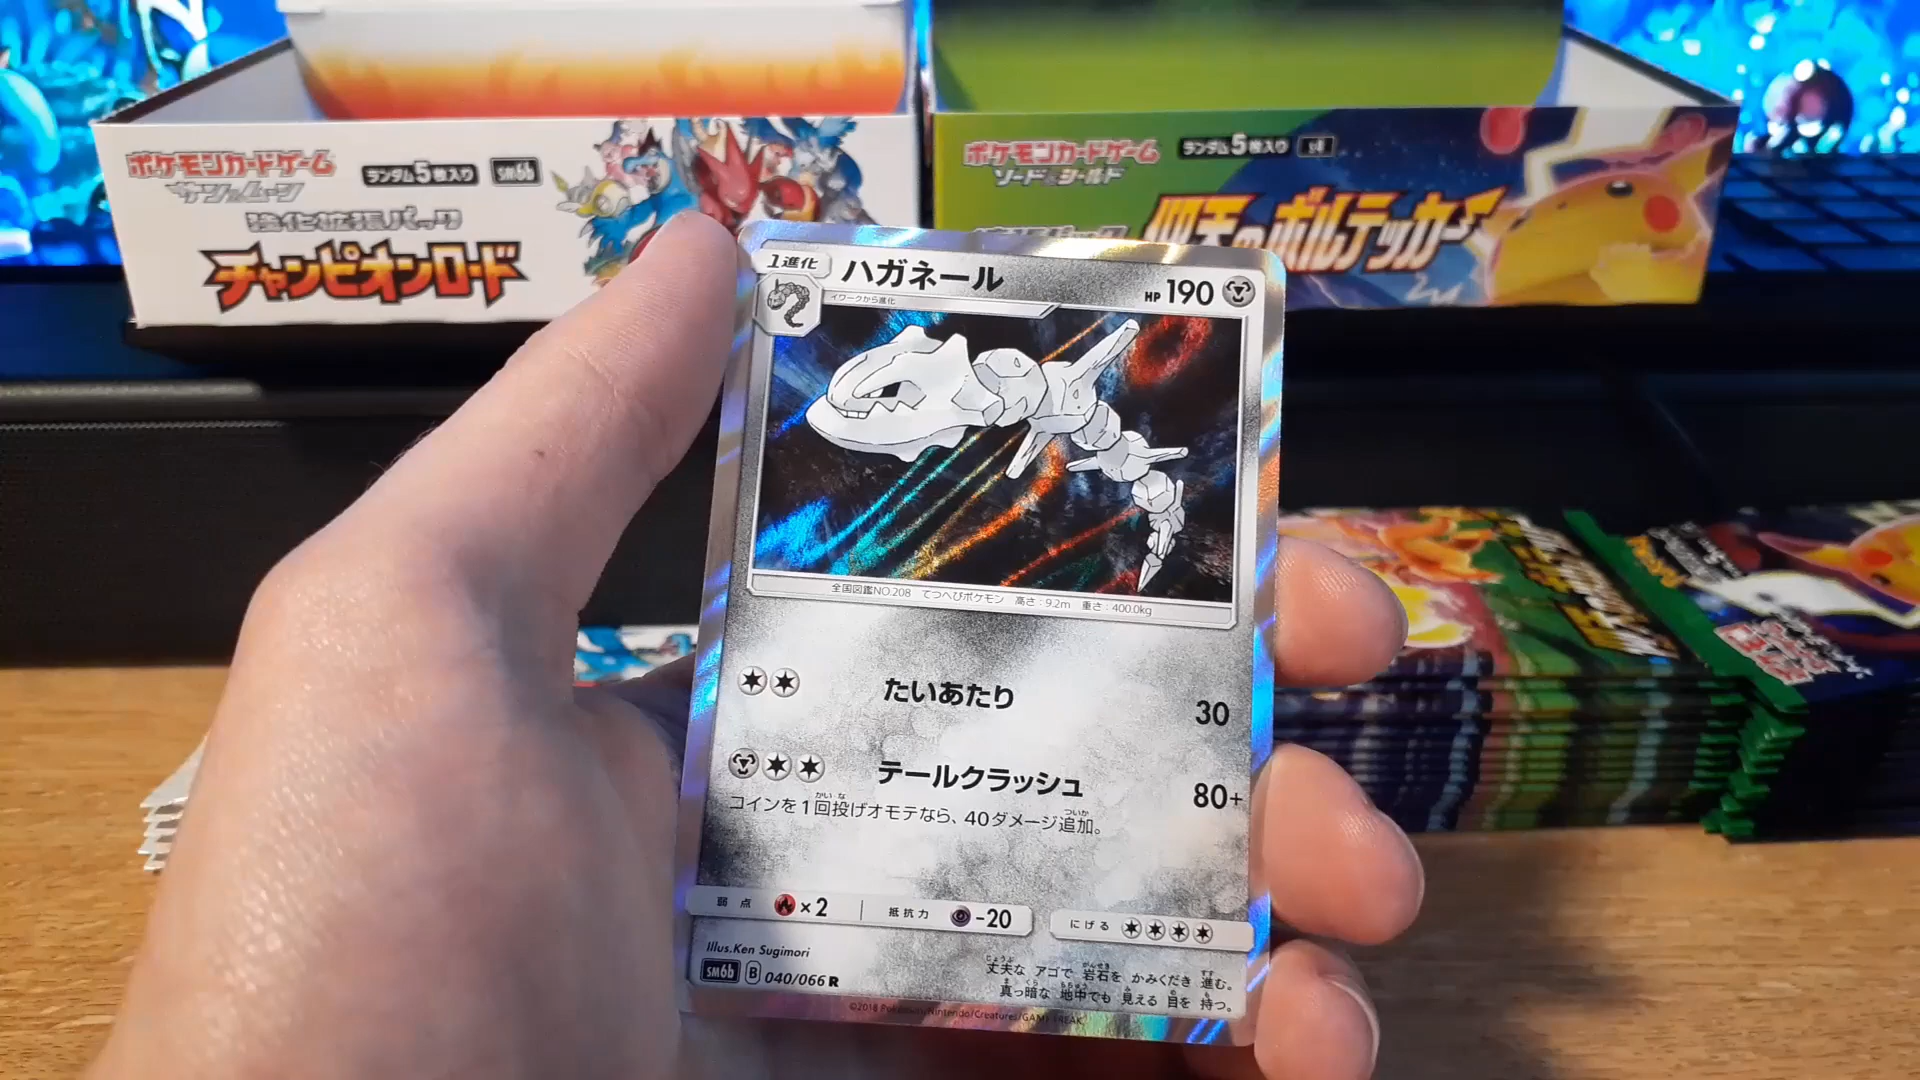 ポケモンカードゲーム
サン&ムーン
ランダム5枚入り
sm6b
強化拡張パック
チャンピオンロード
ポケモンカードゲーム
ソード&シールド
ランダム5枚入り
s4
仰天のボルテッカー
1進化
ハガネール
HP 190
イワークから進化
全国図鑑NO.208 てつへびポケモン 高さ:9.2m 重さ:400.0kg
たいあたり
30
テールクラッシュ
80+
コインを1回投げオモテなら、40ダメージ追加。
弱点 ×2
抵抗力 -20
にげる
Illus.Ken Sugimori
sm6b B 040/066 R
丈夫な アゴで 岩石を かみくだき 進む。
真っ暗な 地中でも 見える 目を 持つ。
©2018 Pokémon/Nintendo/Creatures/GAME FREAK.